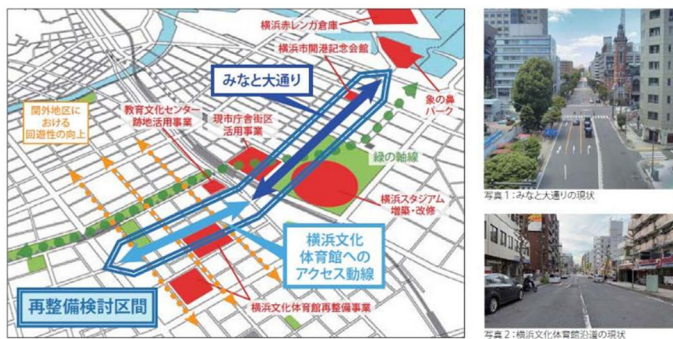 横浜赤レンガ倉庫
横浜市開港記念会館
みなと大通り
象の鼻
パーク
関外地区に
おける
回遊性の向上
教育文化センター
跡地活用事業
現市庁舎街区
活用事業
緑の軸線
横浜スタジアム
増築・改修
横浜文化
体育館への
アクセス動線
再整備検討区間
横浜文化体育館再整備事業
写真1:みなと大通りの現状
写真2:横浜文化体育館沿道の現状